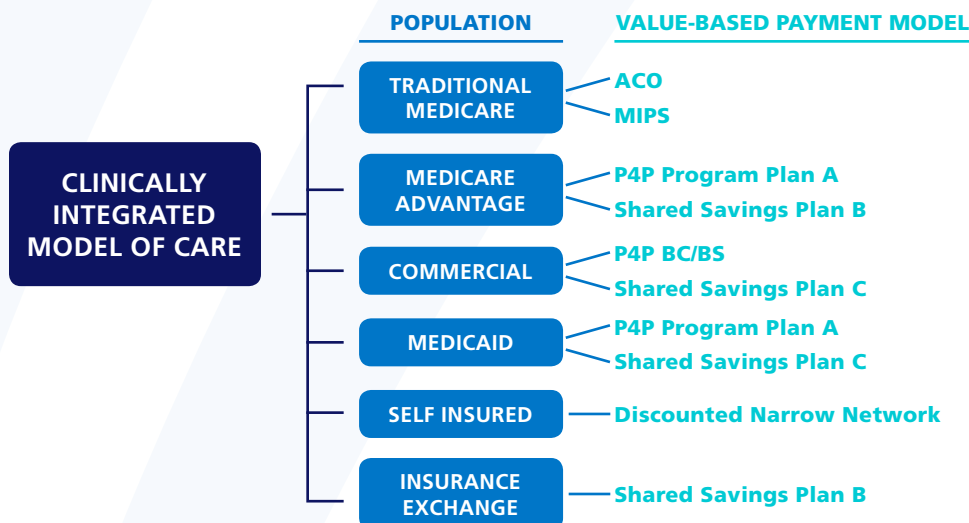 POPULATION
VALUE-BASED PAYMENT MODEL
CLINICALLY
INTEGRATED
MODEL OF CARE
TRADITIONAL
MEDICARE
ACO
MIPS
MEDICARE
ADVANTAGE
P4P Program Plan A
Shared Savings Plan B
COMMERCIAL
P4P BC/BS
Shared Savings Plan C
MEDICAID
P4P Program Plan A
Shared Savings Plan C
SELF INSURED
Discounted Narrow Network
INSURANCE
EXCHANGE
Shared Savings Plan B